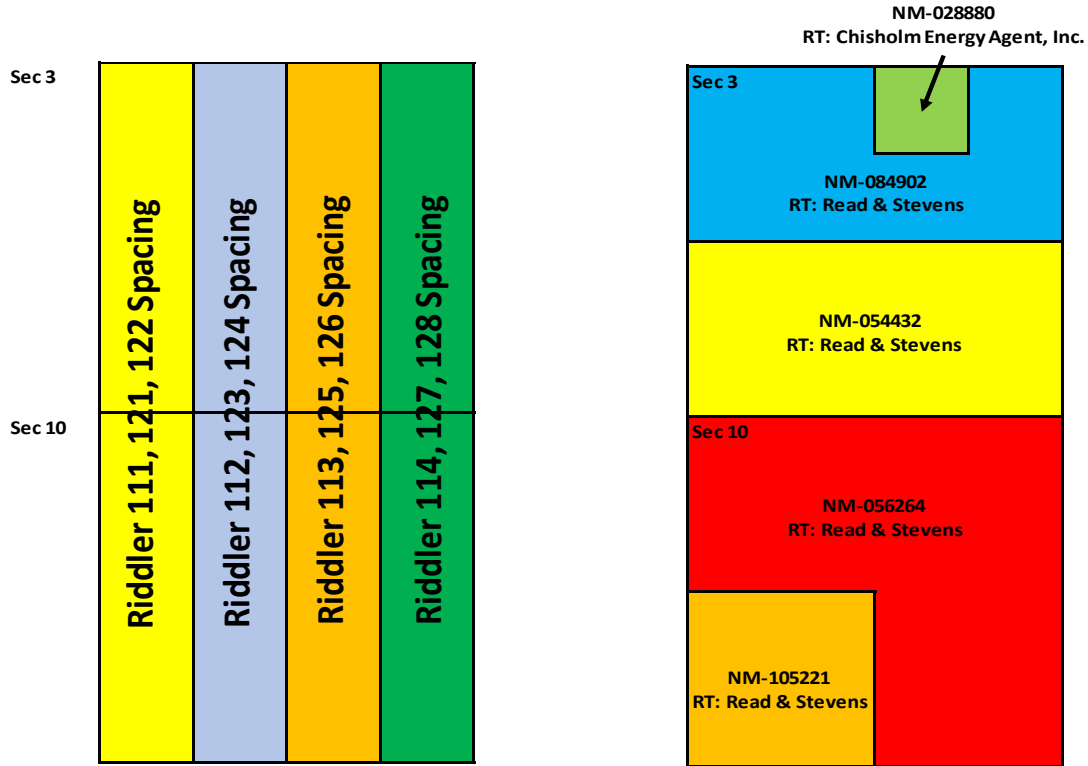 NM-028880
RT: Chisholm Energy Agent, Inc.
Sec 3
Sec 10
Riddler 111, 121, 122 Spacing
Riddler 112, 123, 124 Spacing
Riddler 113, 125, 126 Spacing
Riddler 114, 127, 128 Spacing
Sec 3
NM-084902
RT: Read & Stevens
NM-054432
RT: Read & Stevens
Sec 10
NM-056264
RT: Read & Stevens
NM-105221
RT: Read & Stevens